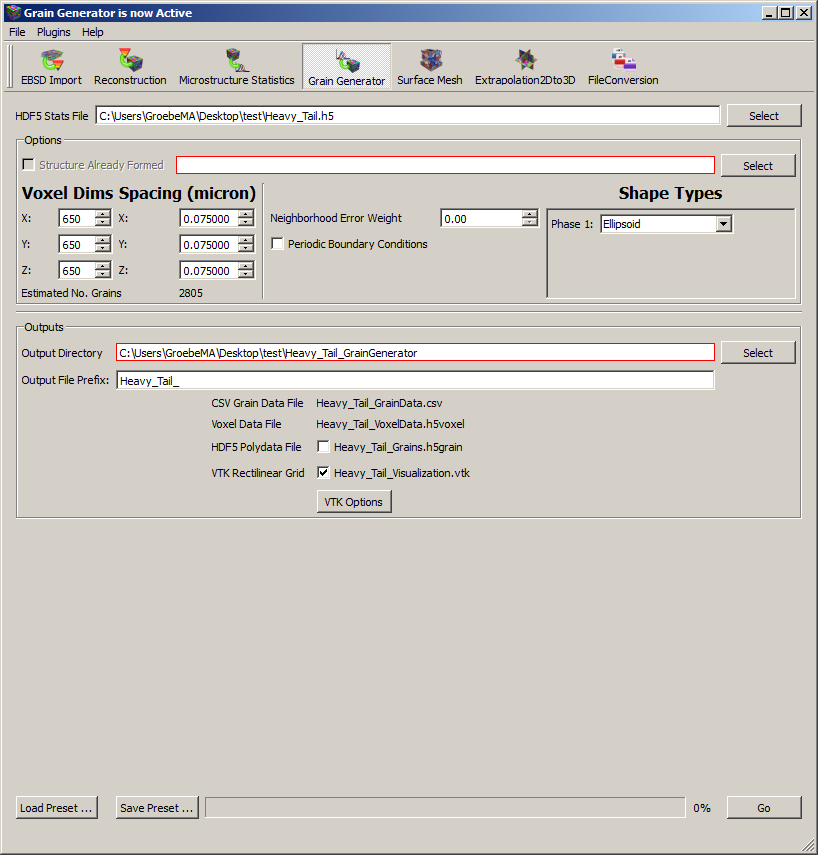 Grain Generator is now Active
File Plugins Help
EBSD Import Reconstruction Microstructure Statistics Grain Generator Surface Mesh Extrapolation2Dto3D FileConversion
HDF5 Stats File C:\Users\GroebeMA\Desktop\test\Heavy_Tail.h5 Select
Options
Structure Already Formed Select
Voxel Dims Spacing (micron) Shape Types
X: 650 X: 0.075000 Neighborhood Error Weight 0.00 Phase 1: Ellipsoid
Y: 650 Y: 0.075000 Periodic Boundary Conditions
Z: 650 Z: 0.075000
Estimated No. Grains 2805
Outputs
Output Directory C:\Users\GroebeMA\Desktop\test\Heavy_Tail_GrainGenerator Select
Output File Prefix: Heavy_Tail_
CSV Grain Data File Heavy_Tail_GrainData.csv
Voxel Data File Heavy_Tail_VoxelData.h5voxel
HDF5 Polydata File Heavy_Tail_Grains.h5grain
VTK Rectilinear Grid Heavy_Tail_Visualization.vtk
VTK Options
Load Preset ... Save Preset ... 0% Go